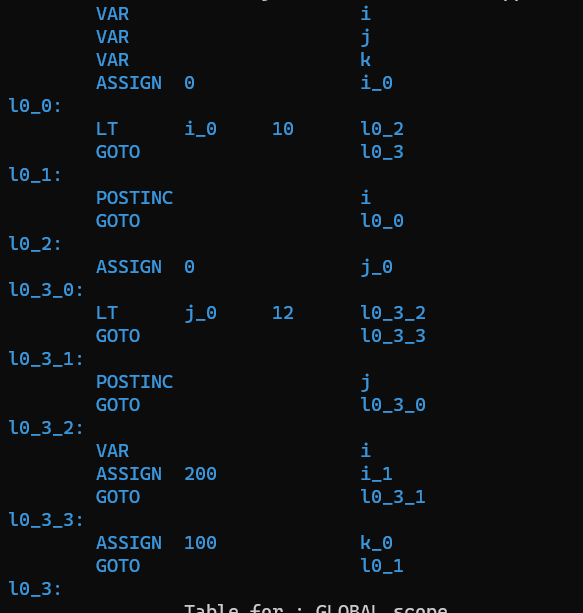 VAR i
VAR j
VAR k
ASSIGN 0 i_0
l0_0:
LT i_0 10 l0_2
GOTO l0_3
l0_1:
POSTINC i
GOTO l0_0
l0_2:
ASSIGN 0 j_0
l0_3_0:
LT j_0 12 l0_3_2
GOTO l0_3_3
l0_3_1:
POSTINC j
GOTO l0_3_0
l0_3_2:
VAR i
ASSIGN 200 i_1
GOTO l0_3_1
l0_3_3:
ASSIGN 100 k_0
GOTO l0_1
l0_3:
Table for : GLOBAL scope